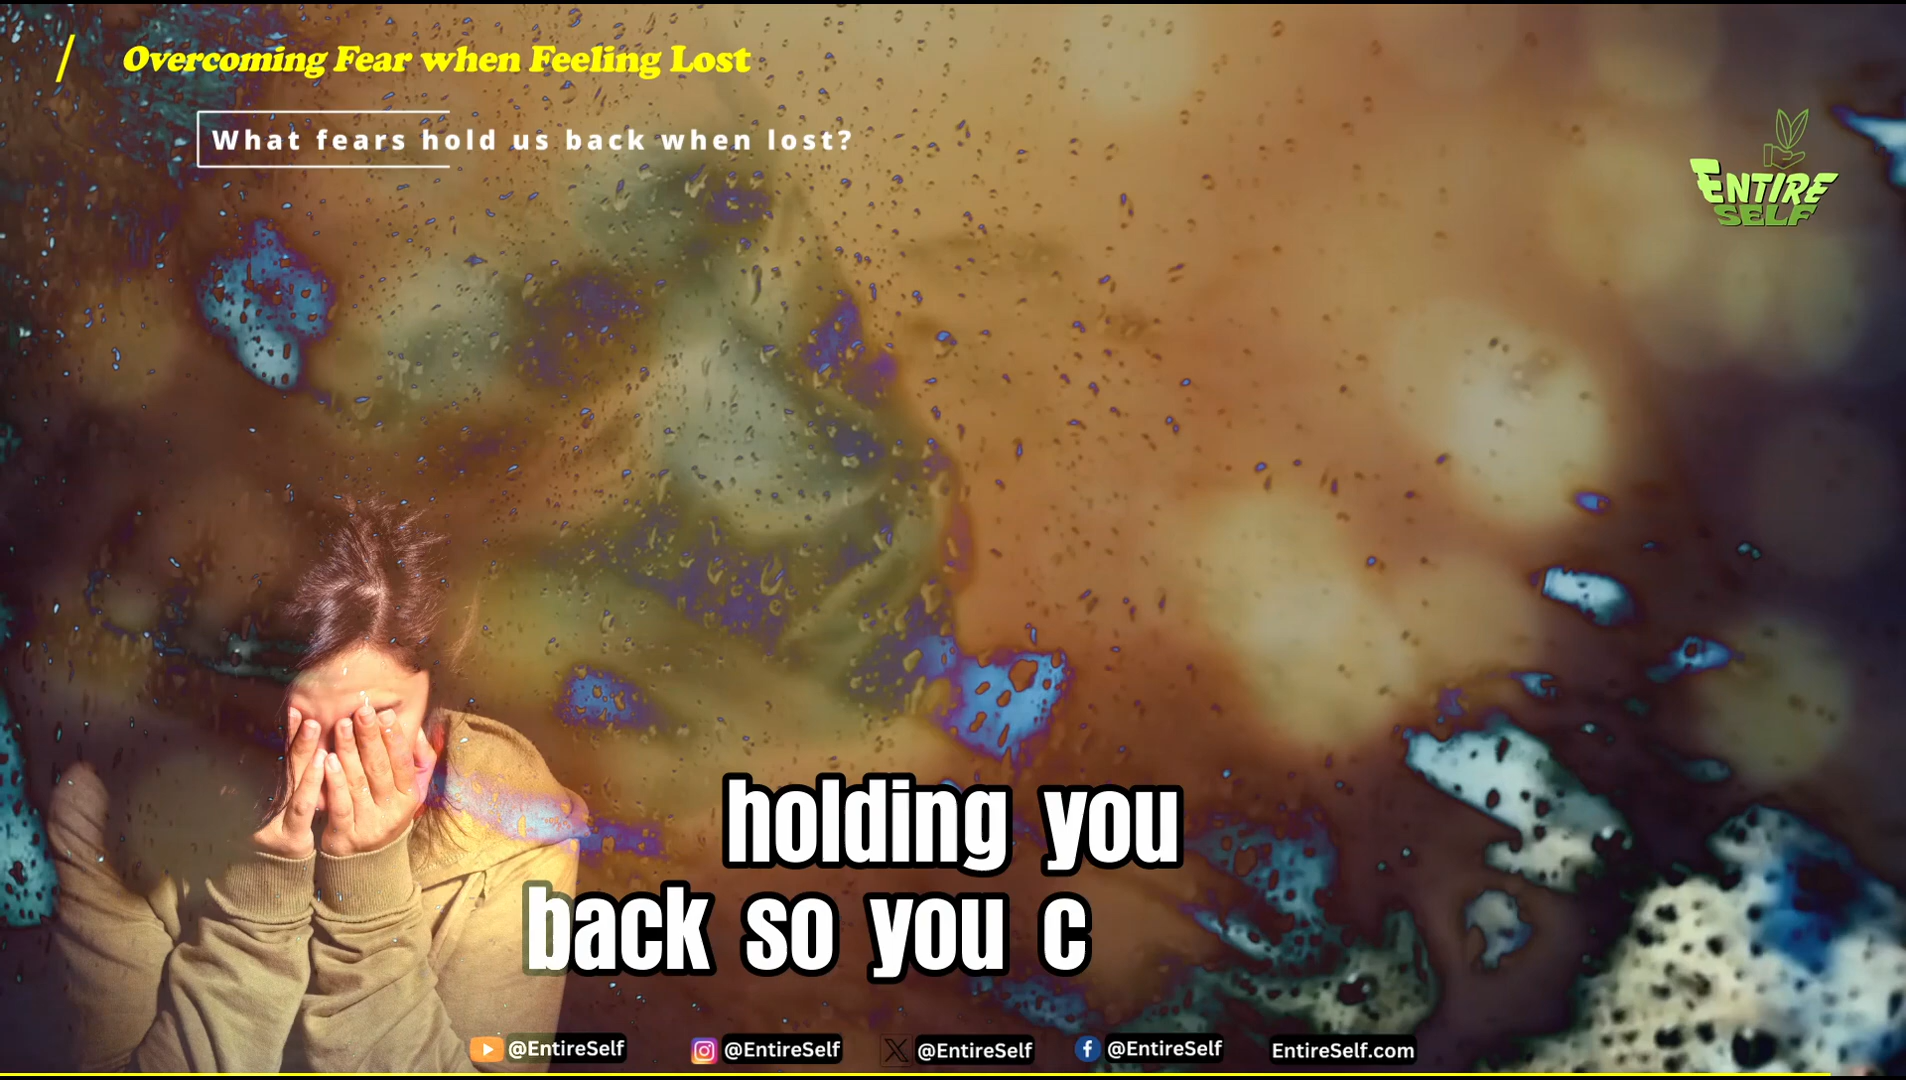 Overcoming Fear when Feeling Lost
What fears hold us back when lost?
ENTIRE
SELF
holding you
back so you c
@EntireSelf @EntireSelf @EntireSelf @EntireSelf EntireSelf.com